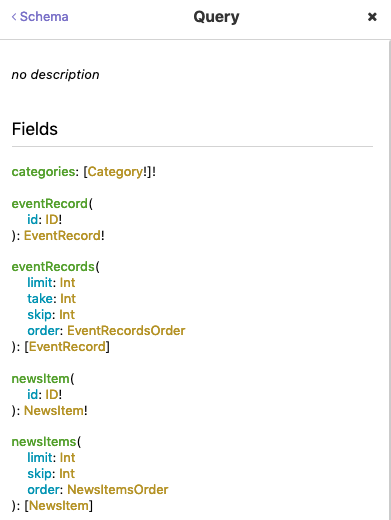 < Schema Query ×
no description
Fields
categories: [Category!]!
eventRecord(
id: ID!
): EventRecord!
eventRecords(
limit: Int
take: Int
skip: Int
order: EventRecordsOrder
): [EventRecord]
newsItem(
id: ID!
): NewsItem!
newsItems(
limit: Int
skip: Int
order: NewsItemsOrder
): [NewsItem]